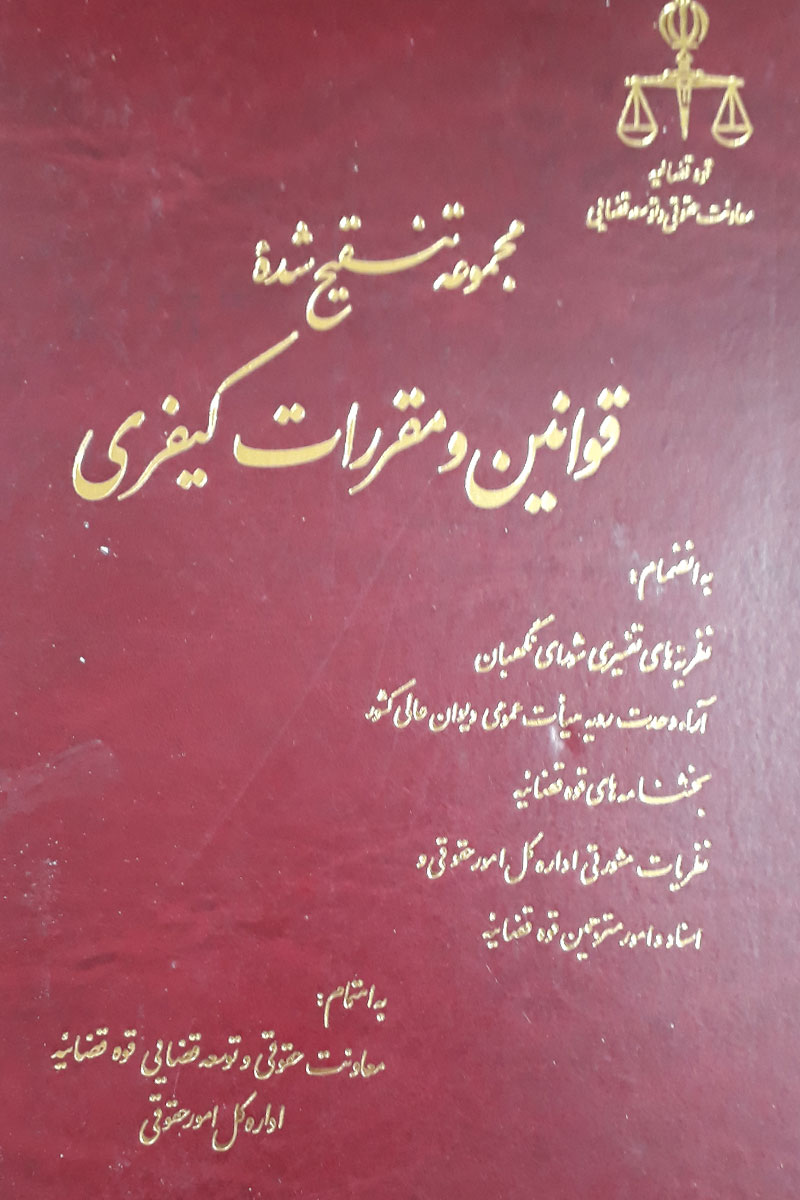 قوه قضائیه
معاونت حقوقی و توسعه قضایی
مجموعه تنقیح شدهٔ
قوانین و مقررات کیفری
به انضمام:
نظریه‌های تفسیری شورای نگهبان
آراء وحدت رویه هیأت عمومی دیوان عالی کشور
بخشنامه‌های قوه قضائیه
نظریات مشورتی اداره کل امور حقوقی و
اسناد و امور مترجمین قوه قضائیه
به اهتمام:
معاونت حقوقی و توسعه قضایی قوه قضائیه
اداره کل امور حقوقی